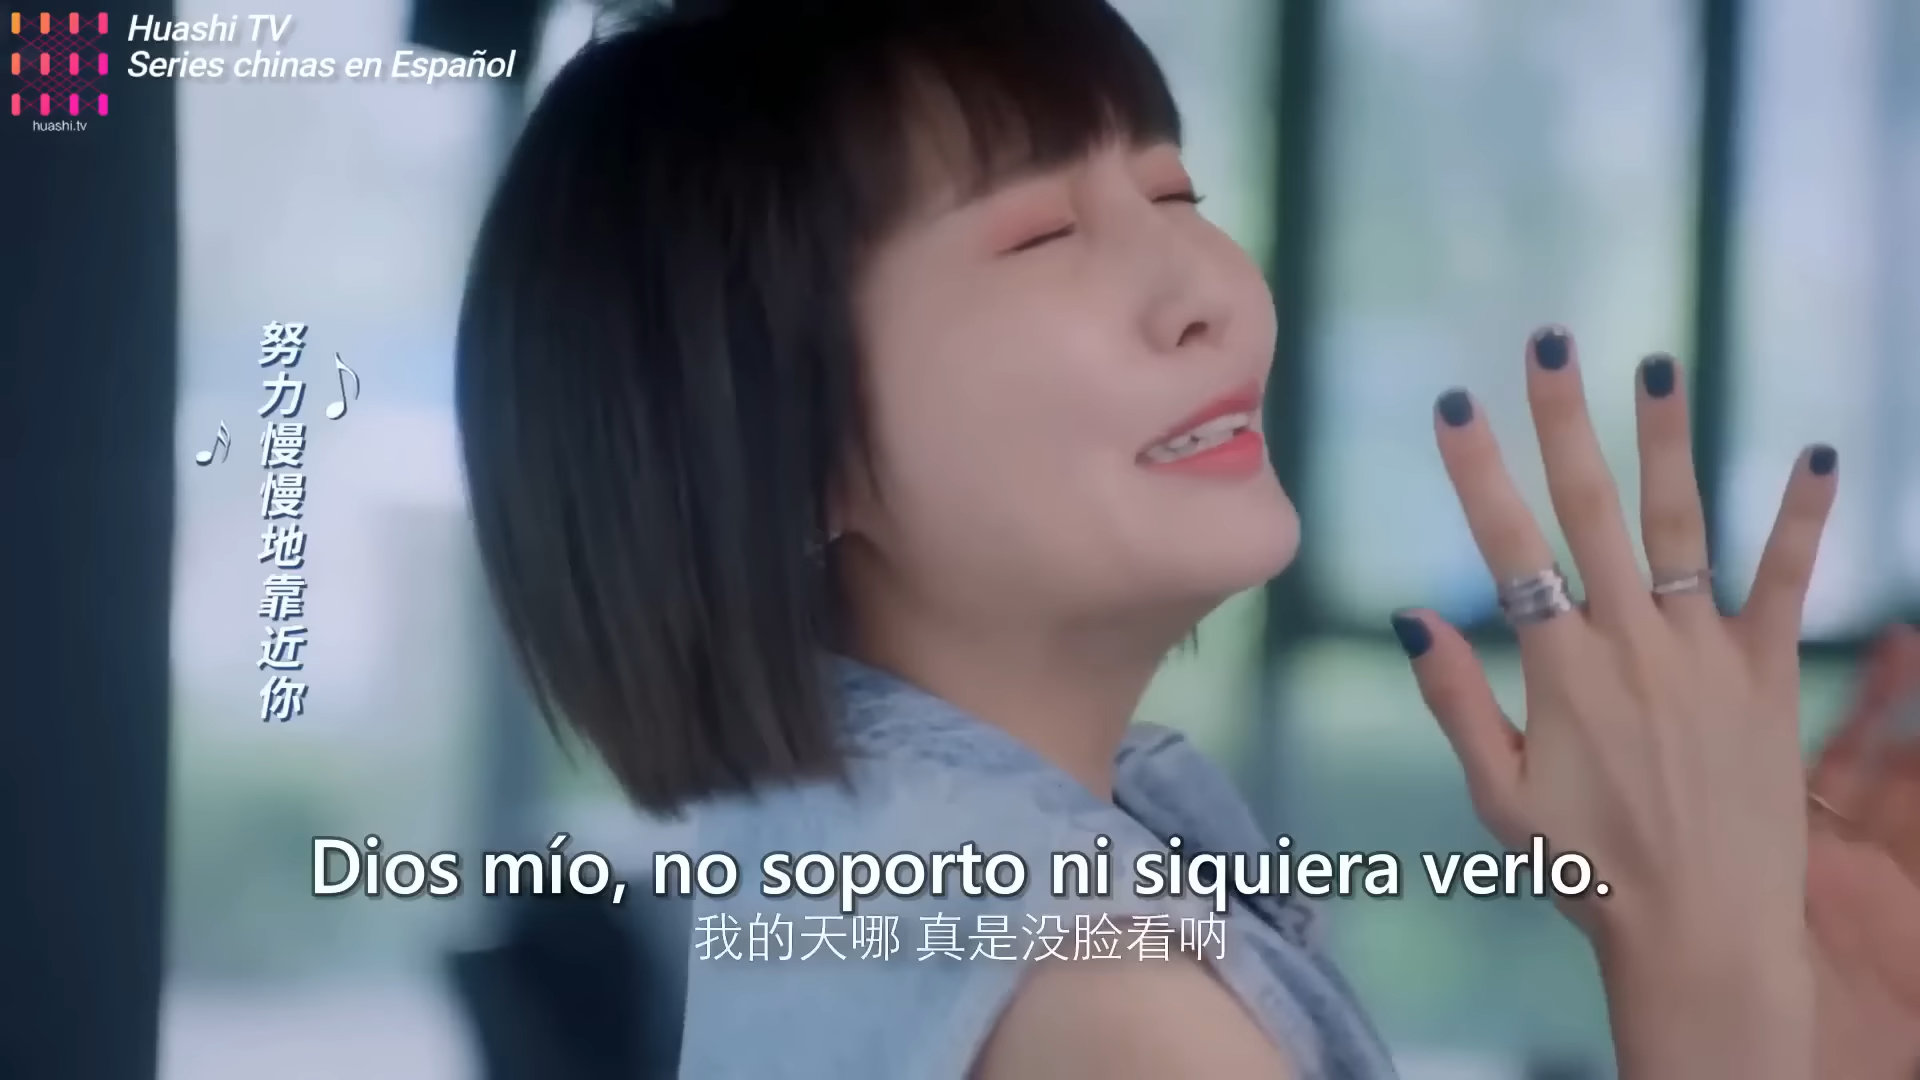 Huashi TV
Series chinas en Español
huashi.tv
努力慢慢地靠近你
Dios mío, no soporto ni siquiera verlo.
我的天哪 真是没脸看呐